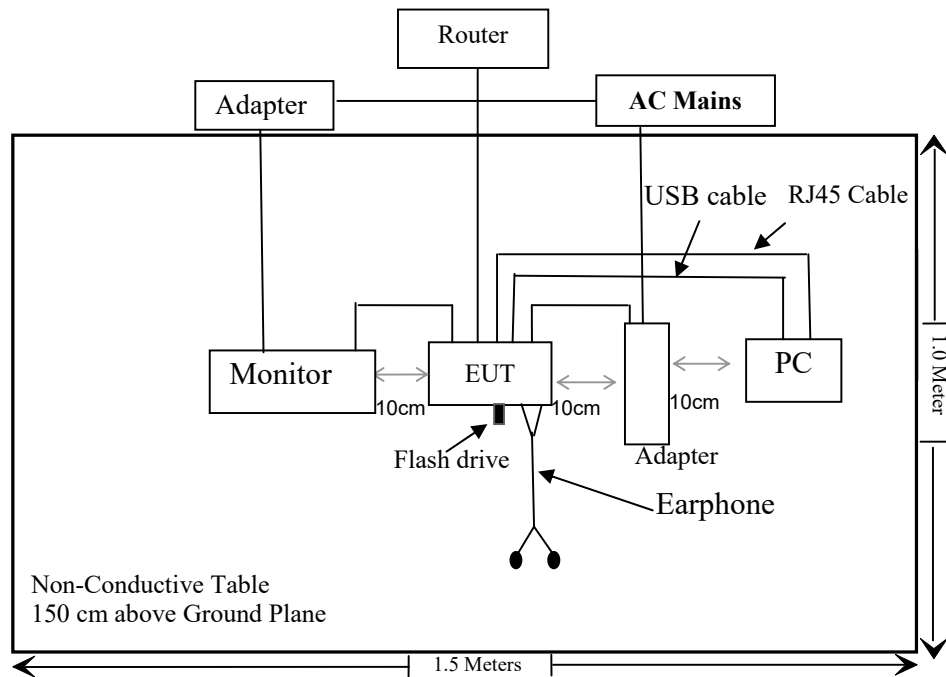 Router
Adapter
AC Mains
USB cable
RJ45 Cable
Monitor
EUT
PC
10cm
10cm
10cm
Flash drive
Adapter
Earphone
1.0 Meter
Non-Conductive Table
150 cm above Ground Plane
1.5 Meters